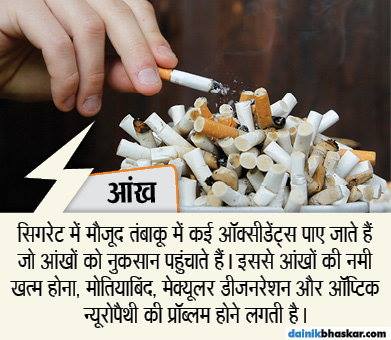 आंख
सिगरेट में मौजूद तंबाकू में कई ऑक्सीडेंट्स पाए जाते हैं
जो आंखों को नुकसान पहुंचाते हैं। इससे आंखों की नमी
खत्म होना, मोतियाबिंद, मेक्यूलर डीजनरेशन और ऑप्टिक
न्यूरोपैथी की प्रॉब्लम होने लगती है।
dainikbhaskar.com